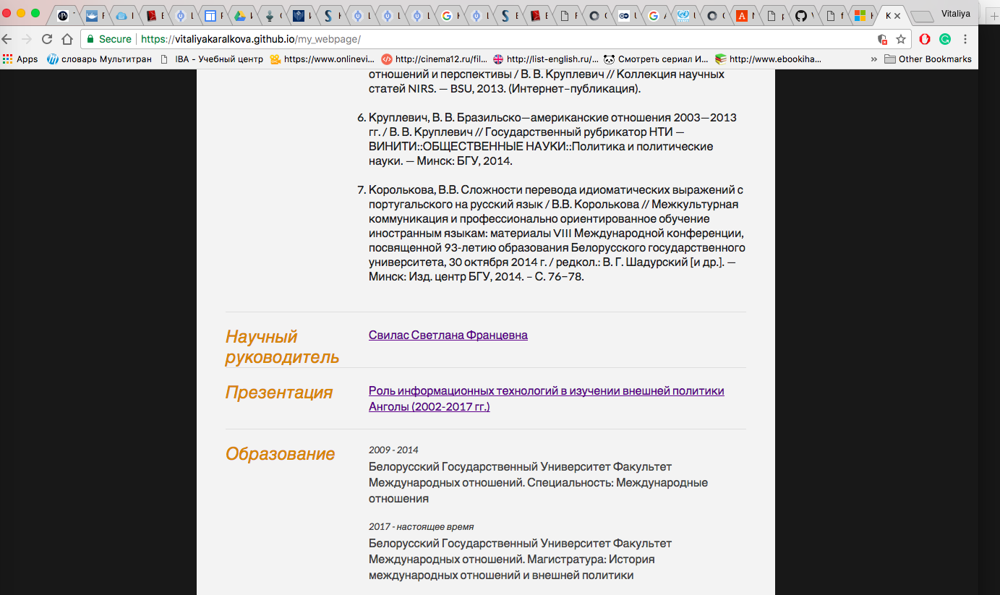 Vitaliya
Secure https://vitaliyakaralkova.github.io/my_webpage/
Apps словарь Мультитран IBA - Учебный центр https://www.onlinevi... http://cinema12.ru/fil... http://list-english.ru/... Смотреть сериал И... http://www.ebookiha... » Other Bookmarks
отношений и перспективы / В. В. Круплевич // Коллекция научных
статей NIRS. — BSU, 2013. (Интернет–публикация).
6. Круплевич, В. В. Бразильско—американские отношения 2003—2013
гг. / В. В. Круплевич // Государственный рубрикатор НТИ —
ВИНИТИ::ОБЩЕСТВЕННЫЕ НАУКИ::Политика и политические
науки. — Минск: БГУ, 2014.
7. Королькова, В.В. Сложности перевода идиоматических выражений с
португальского на русский язык / В.В. Королькова // Межкультурная
коммуникация и профессионально ориентированное обучение
иностранным языкам: материалы VIII Международной конференции,
посвященной 93-летию образования Белорусского государственного
университета, 30 октября 2014 г. / редкол.: В. Г. Шадурский [и др.]. —
Минск: Изд. центр БГУ, 2014. – С. 76–78.
Научный
руководитель
Свилас Светлана Францевна
Презентация
Роль информационных технологий в изучении внешней политики
Анголы (2002-2017 гг.)
Образование
2009 - 2014
Белорусский Государственный Университет Факультет
Международных отношений. Специальность: Международные
отношения
2017 - настоящее время
Белорусский Государственный Университет Факультет
Международных отношений. Магистратура: История
международных отношений и внешней политики